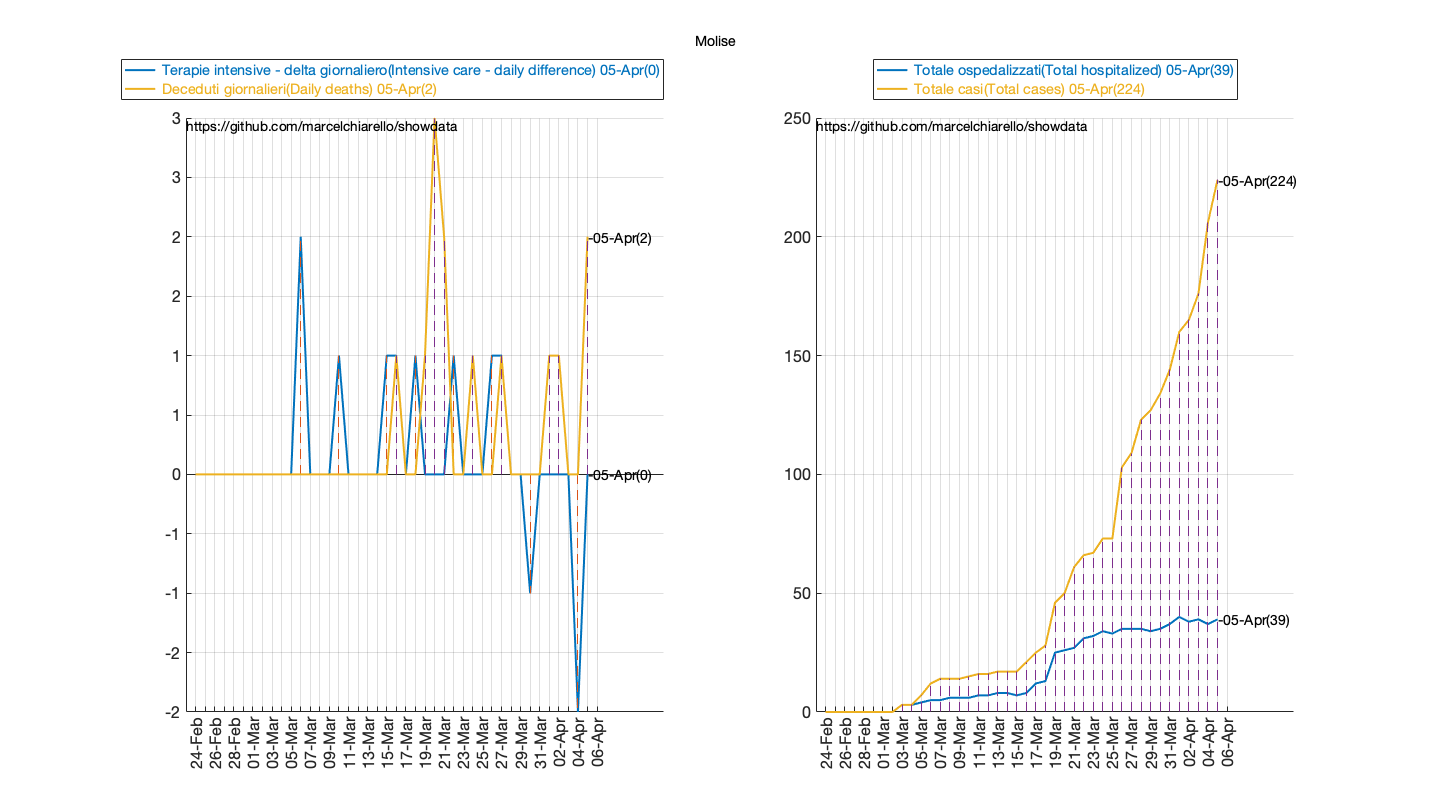 Molise
Terapie intensive - delta giornaliero(Intensive care - daily difference) 05-Apr(0)
Deceduti giornalieri(Daily deaths) 05-Apr(2)
https://github.com/marcelchiarello/showdata
3
3
2
2
1
1
0
-1
-1
-2
-2
-05-Apr(2)
-05-Apr(0)
24-Feb
26-Feb
28-Feb
01-Mar
03-Mar
05-Mar
07-Mar
09-Mar
11-Mar
13-Mar
15-Mar
17-Mar
19-Mar
21-Mar
23-Mar
25-Mar
27-Mar
29-Mar
31-Mar
02-Apr
04-Apr
06-Apr
Totale ospedalizzati(Total hospitalized) 05-Apr(39)
Totale casi(Total cases) 05-Apr(224)
https://github.com/marcelchiarello/showdata
250
200
150
100
50
0
-05-Apr(224)
-05-Apr(39)
24-Feb
26-Feb
28-Feb
01-Mar
03-Mar
05-Mar
07-Mar
09-Mar
11-Mar
13-Mar
15-Mar
17-Mar
19-Mar
21-Mar
23-Mar
25-Mar
27-Mar
29-Mar
31-Mar
02-Apr
04-Apr
06-Apr